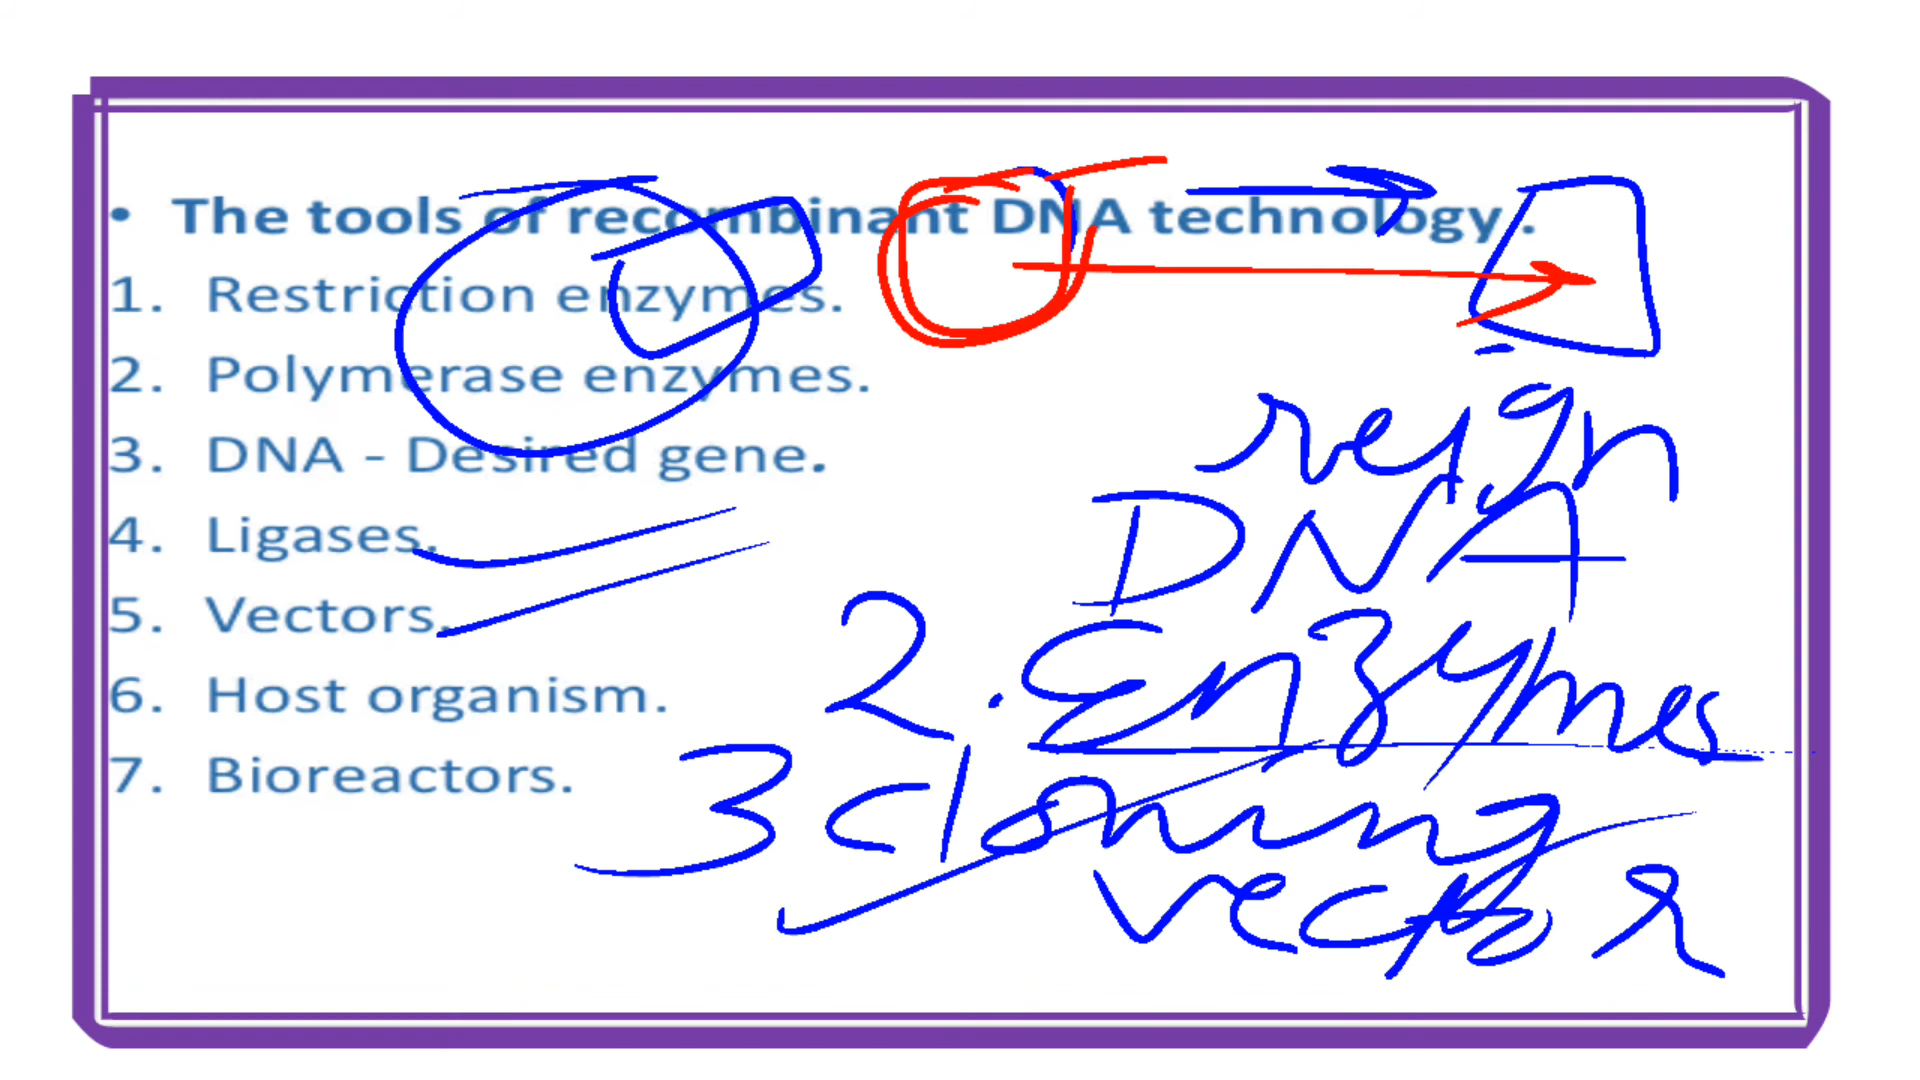 • The tools of recombinant DNA technology.
1. Restriction enzymes.
2. Polymerase enzymes.
3. DNA - Desired gene.
4. Ligases.
5. Vectors.
6. Host organism.
7. Bioreactors.
DNA
2. Enzymes
3 cloning
vector